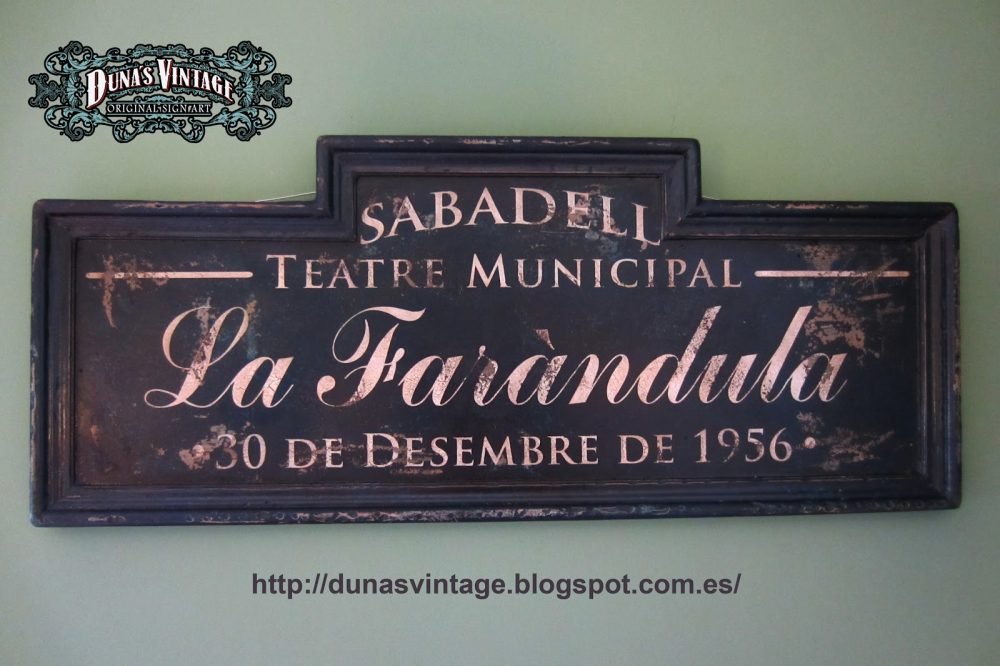 DUNA'S VINTAGE
ORIGINAL SIGN ART
SABADELL
TEATRE MUNICIPAL
La Faràndula
·30 DE DESEMBRE DE 1956·
http://dunasvintage.blogspot.com.es/